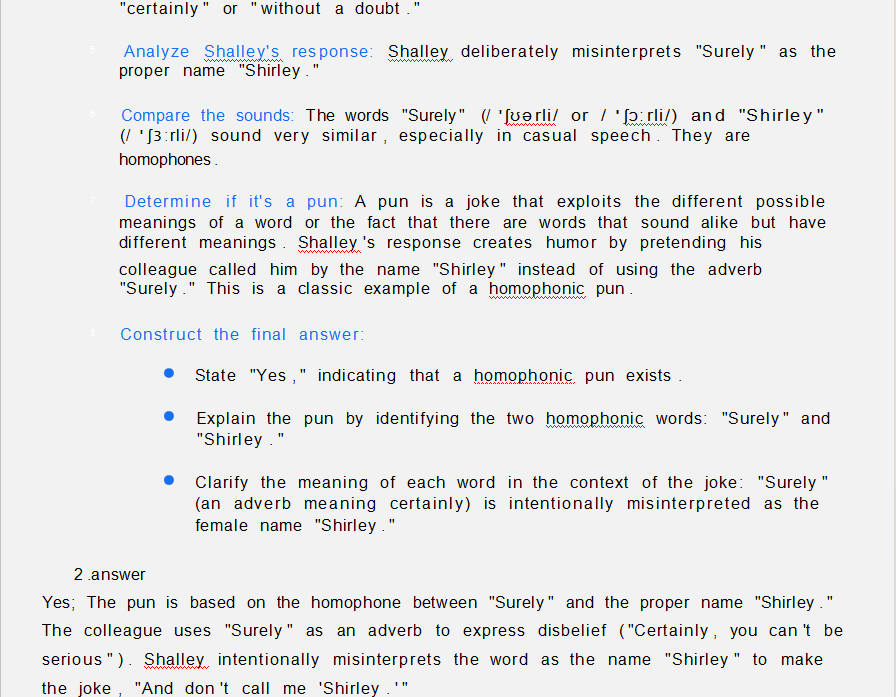 "certainly" or "without a doubt."
5 Analyze Shalley's response: Shalley deliberately misinterprets "Surely" as the
proper name "Shirley."
6 Compare the sounds: The words "Surely" (/ˈʃʊərli/ or /ˈʃɔːrli/) and "Shirley"
(/ˈʃɜːrli/) sound very similar, especially in casual speech. They are
homophones.
7 Determine if it's a pun: A pun is a joke that exploits the different possible
meanings of a word or the fact that there are words that sound alike but have
different meanings. Shalley's response creates humor by pretending his
colleague called him by the name "Shirley" instead of using the adverb
"Surely." This is a classic example of a homophonic pun.
8 Construct the final answer:
● State "Yes," indicating that a homophonic pun exists.
● Explain the pun by identifying the two homophonic words: "Surely" and
"Shirley."
● Clarify the meaning of each word in the context of the joke: "Surely"
(an adverb meaning certainly) is intentionally misinterpreted as the
female name "Shirley."
2.answer
Yes; The pun is based on the homophone between "Surely" and the proper name "Shirley."
The colleague uses "Surely" as an adverb to express disbelief ("Certainly, you can't be
serious"). Shalley intentionally misinterprets the word as the name "Shirley" to make
the joke, "And don't call me 'Shirley.'"